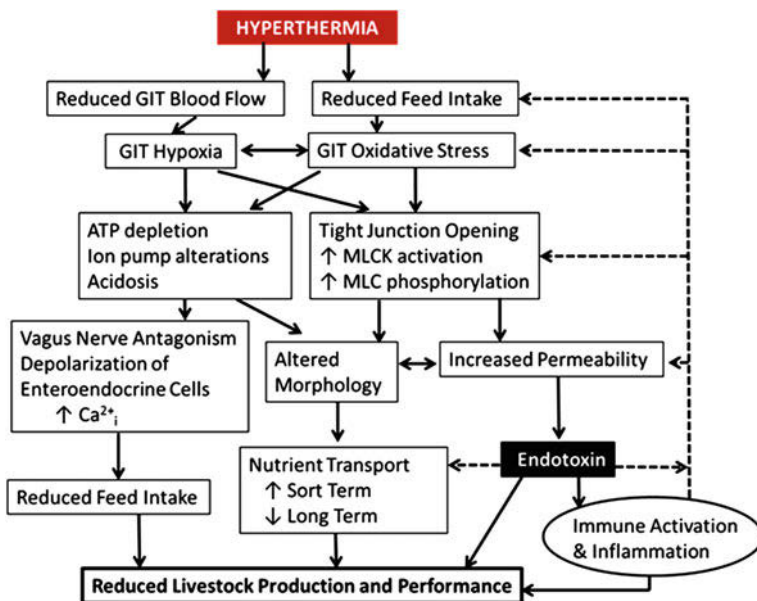 HYPERTHERMIA
Reduced GIT Blood Flow
Reduced Feed Intake
GIT Hypoxia
GIT Oxidative Stress
ATP depletion
Ion pump alterations
Acidosis
Tight Junction Opening
↑ MLCK activation
↑ MLC phosphorylation
Vagus Nerve Antagonism
Depolarization of
Enteroendocrine Cells
↑ Ca²⁺ᵢ
Altered
Morphology
Increased Permeability
Reduced Feed Intake
Nutrient Transport
↑ Sort Term
↓ Long Term
Endotoxin
Immune Activation
& Inflammation
Reduced Livestock Production and Performance